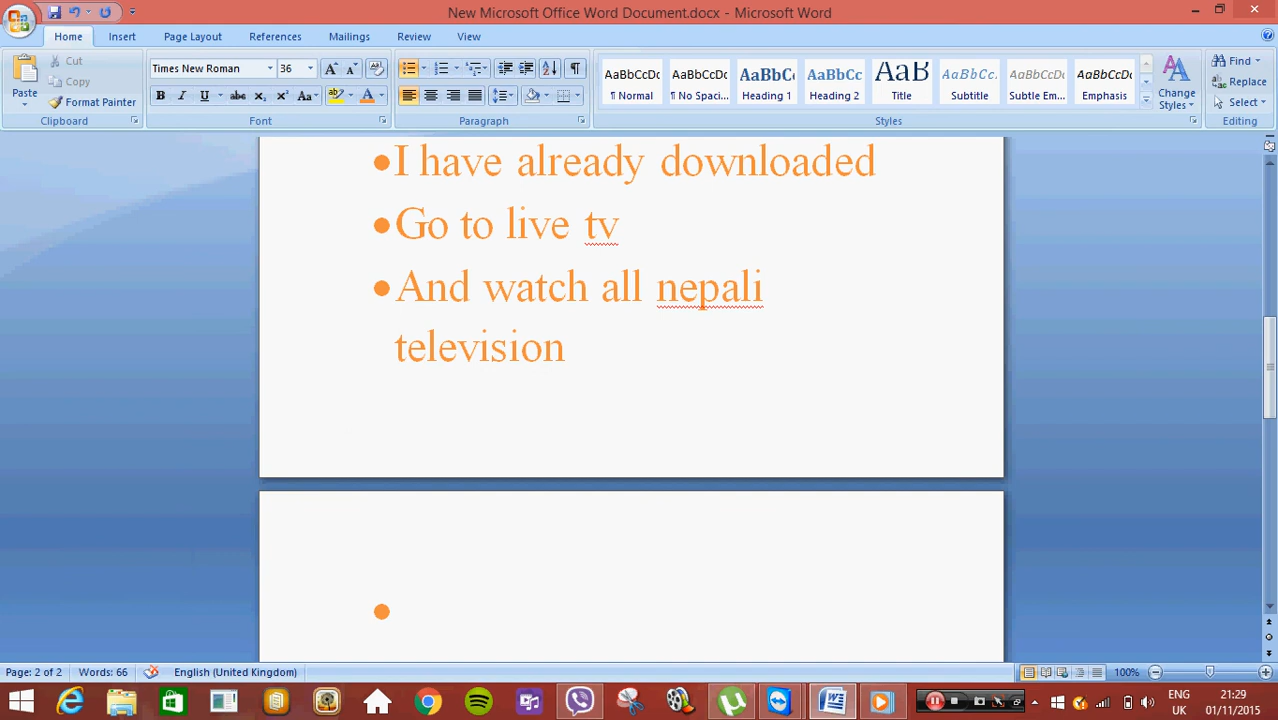 New Microsoft Office Word Document.docx - Microsoft Word
Home Insert Page Layout References Mailings Review View
Paste
Cut
Copy
Format Painter
Clipboard
Times New Roman 36
Font
Paragraph
AaBbCcDc AaBbCcDc AaBbC AaBbCc AaB AaBbCc. AaBbCcDc AaBbCcDc
¶ Normal ¶ No Spaci... Heading 1 Heading 2 Title Subtitle Subtle Em... Emphasis
Change Styles
Styles
Find
Replace
Select
Editing
•I have already downloaded
•Go to live tv
•And watch all nepali
television
•
Page: 2 of 2 Words: 66 English (United Kingdom) 100%
ENG 21:29
UK 01/11/2015